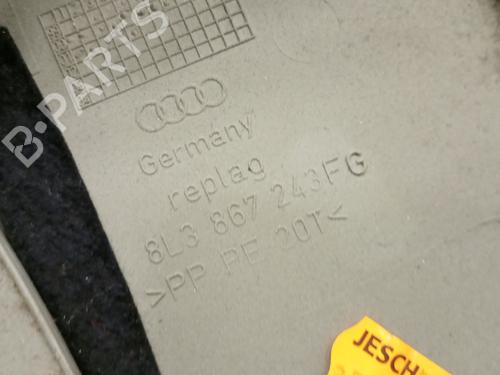 B-PARTS
Germany
replag
8L3 867 243FG
>PP PE 20T<
JESCH